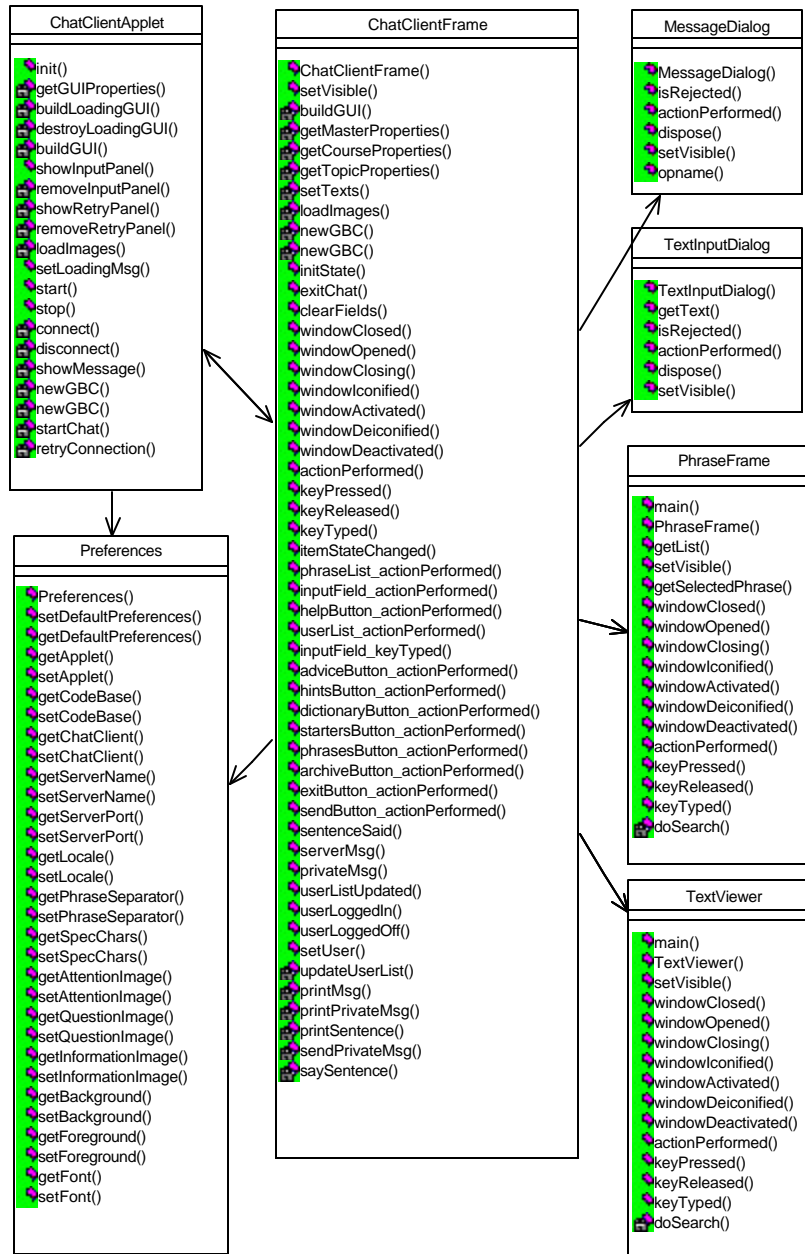 ChatClientApplet
init()
getGUIProperties()
buildLoadingGUI()
destroyLoadingGUI()
buildGUI()
showInputPanel()
removeInputPanel()
showRetryPanel()
removeRetryPanel()
loadImages()
setLoadingMsg()
start()
stop()
connect()
disconnect()
showMessage()
newGBC()
newGBC()
startChat()
retryConnection()
Preferences
Preferences()
setDefaultPreferences()
getDefaultPreferences()
getApplet()
setApplet()
getCodeBase()
setCodeBase()
getChatClient()
setChatClient()
getServerName()
setServerName()
getServerPort()
setServerPort()
getLocale()
setLocale()
getPhraseSeparator()
setPhraseSeparator()
getSpecChars()
setSpecChars()
getAttentionImage()
setAttentionImage()
getQuestionImage()
setQuestionImage()
getInformationImage()
setInformationImage()
getBackground()
setBackground()
getForeground()
setForeground()
getFont()
setFont()
ChatClientFrame
ChatClientFrame()
setVisible()
buildGUI()
getMasterProperties()
getCourseProperties()
getTopicProperties()
setTexts()
loadImages()
newGBC()
newGBC()
initState()
exitChat()
clearFields()
windowClosed()
windowOpened()
windowClosing()
windowIconified()
windowActivated()
windowDeiconified()
windowDeactivated()
actionPerformed()
keyPressed()
keyReleased()
keyTyped()
itemStateChanged()
phraseList_actionPerformed()
inputField_actionPerformed()
helpButton_actionPerformed()
userList_actionPerformed()
inputField_keyTyped()
adviceButton_actionPerformed()
hintsButton_actionPerformed()
dictionaryButton_actionPerformed()
startersButton_actionPerformed()
phrasesButton_actionPerformed()
archiveButton_actionPerformed()
exitButton_actionPerformed()
sendButton_actionPerformed()
sentenceSaid()
serverMsg()
privateMsg()
userListUpdated()
userLoggedIn()
userLoggedOff()
setUser()
updateUserList()
printMsg()
printPrivateMsg()
printSentence()
sendPrivateMsg()
saySentence()
MessageDialog
MessageDialog()
isRejected()
actionPerformed()
dispose()
setVisible()
opname()
TextInputDialog
TextInputDialog()
getText()
isRejected()
actionPerformed()
dispose()
setVisible()
PhraseFrame
main()
PhraseFrame()
getList()
setVisible()
getSelectedPhrase()
windowClosed()
windowOpened()
windowClosing()
windowIconified()
windowActivated()
windowDeiconified()
windowDeactivated()
actionPerformed()
keyPressed()
keyReleased()
keyTyped()
doSearch()
TextViewer
main()
TextViewer()
setVisible()
windowClosed()
windowOpened()
windowClosing()
windowIconified()
windowActivated()
windowDeiconified()
windowDeactivated()
actionPerformed()
keyPressed()
keyReleased()
keyTyped()
doSearch()